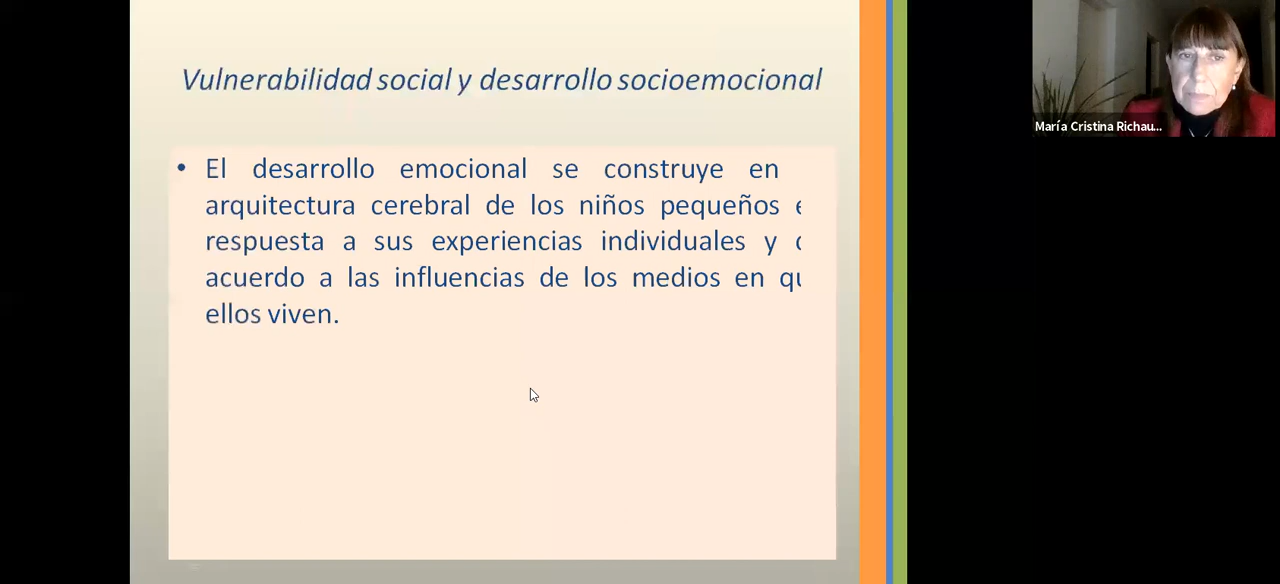 Vulnerabilidad social y desarrollo socioemocional
• El desarrollo emocional se construye en
arquitectura cerebral de los niños pequeños
respuesta a sus experiencias individuales y
acuerdo a las influencias de los medios en
ellos viven.
María Cristina Richau...